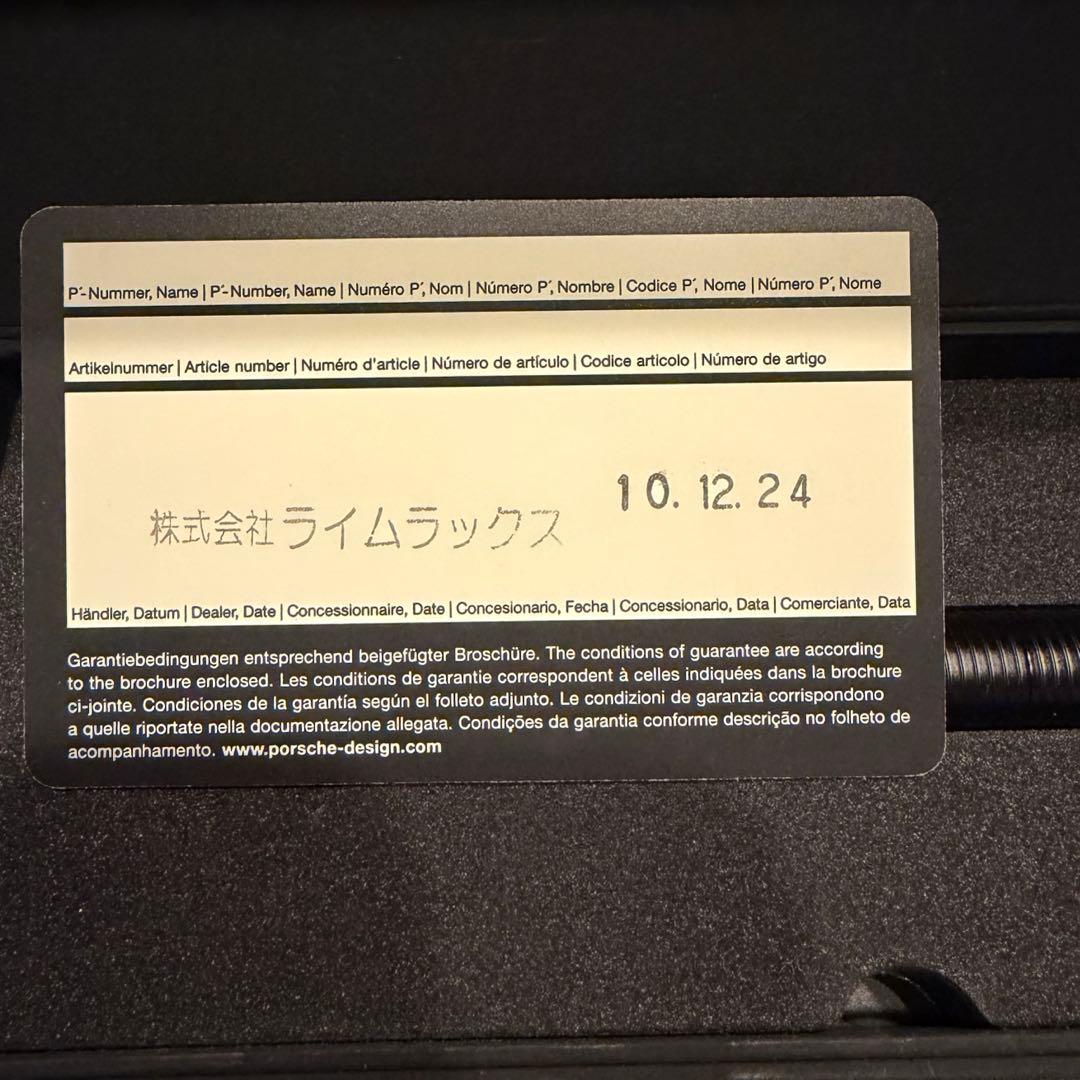 P'-Nummer, Name | P'-Number, Name | Numéro P', Nom | Número P', Nombre | Codice P', Nome | Número P', Nome
Artikelnummer | Article number | Numéro d'article | Número de artículo | Codice articolo | Número de artigo
10.12.24
株式会社ライムラックス
Händler, Datum | Dealer, Date | Concessionnaire, Date | Concesionario, Fecha | Concessionario, Data | Comerciante, Data
Garantiebedingungen entsprechend beigefügter Broschüre. The conditions of guarantee are according
to the brochure enclosed. Les conditions de garantie correspondent à celles indiquées dans la brochure
ci-jointe. Condiciones de la garantía según el folleto adjunto. Le condizioni de garanzia corrispondono
a quelle riportate nella documentazione allegata. Condições da garantia conforme descrição no folheto de
acompanhamento. www.porsche-design.com